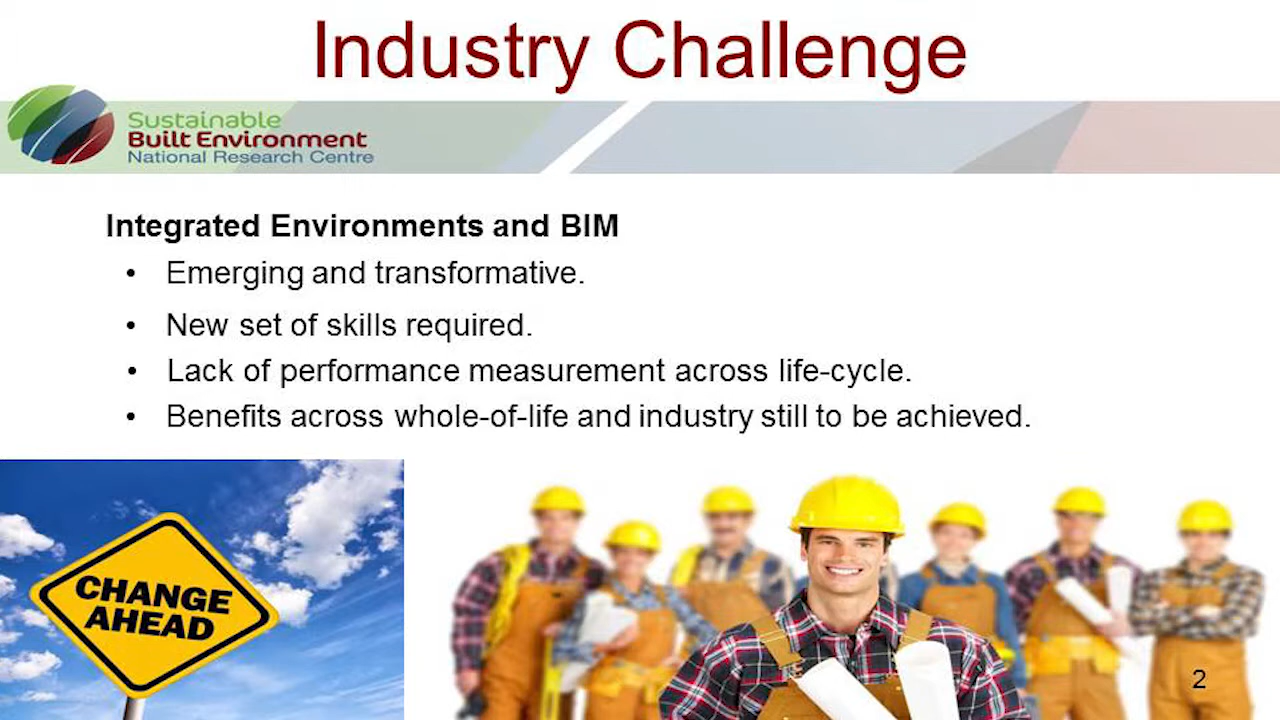 Industry Challenge
Sustainable
Built Environment
National Research Centre
Integrated Environments and BIM
• Emerging and transformative.
• New set of skills required.
• Lack of performance measurement across life-cycle.
• Benefits across whole-of-life and industry still to be achieved.
CHANGE
AHEAD
2